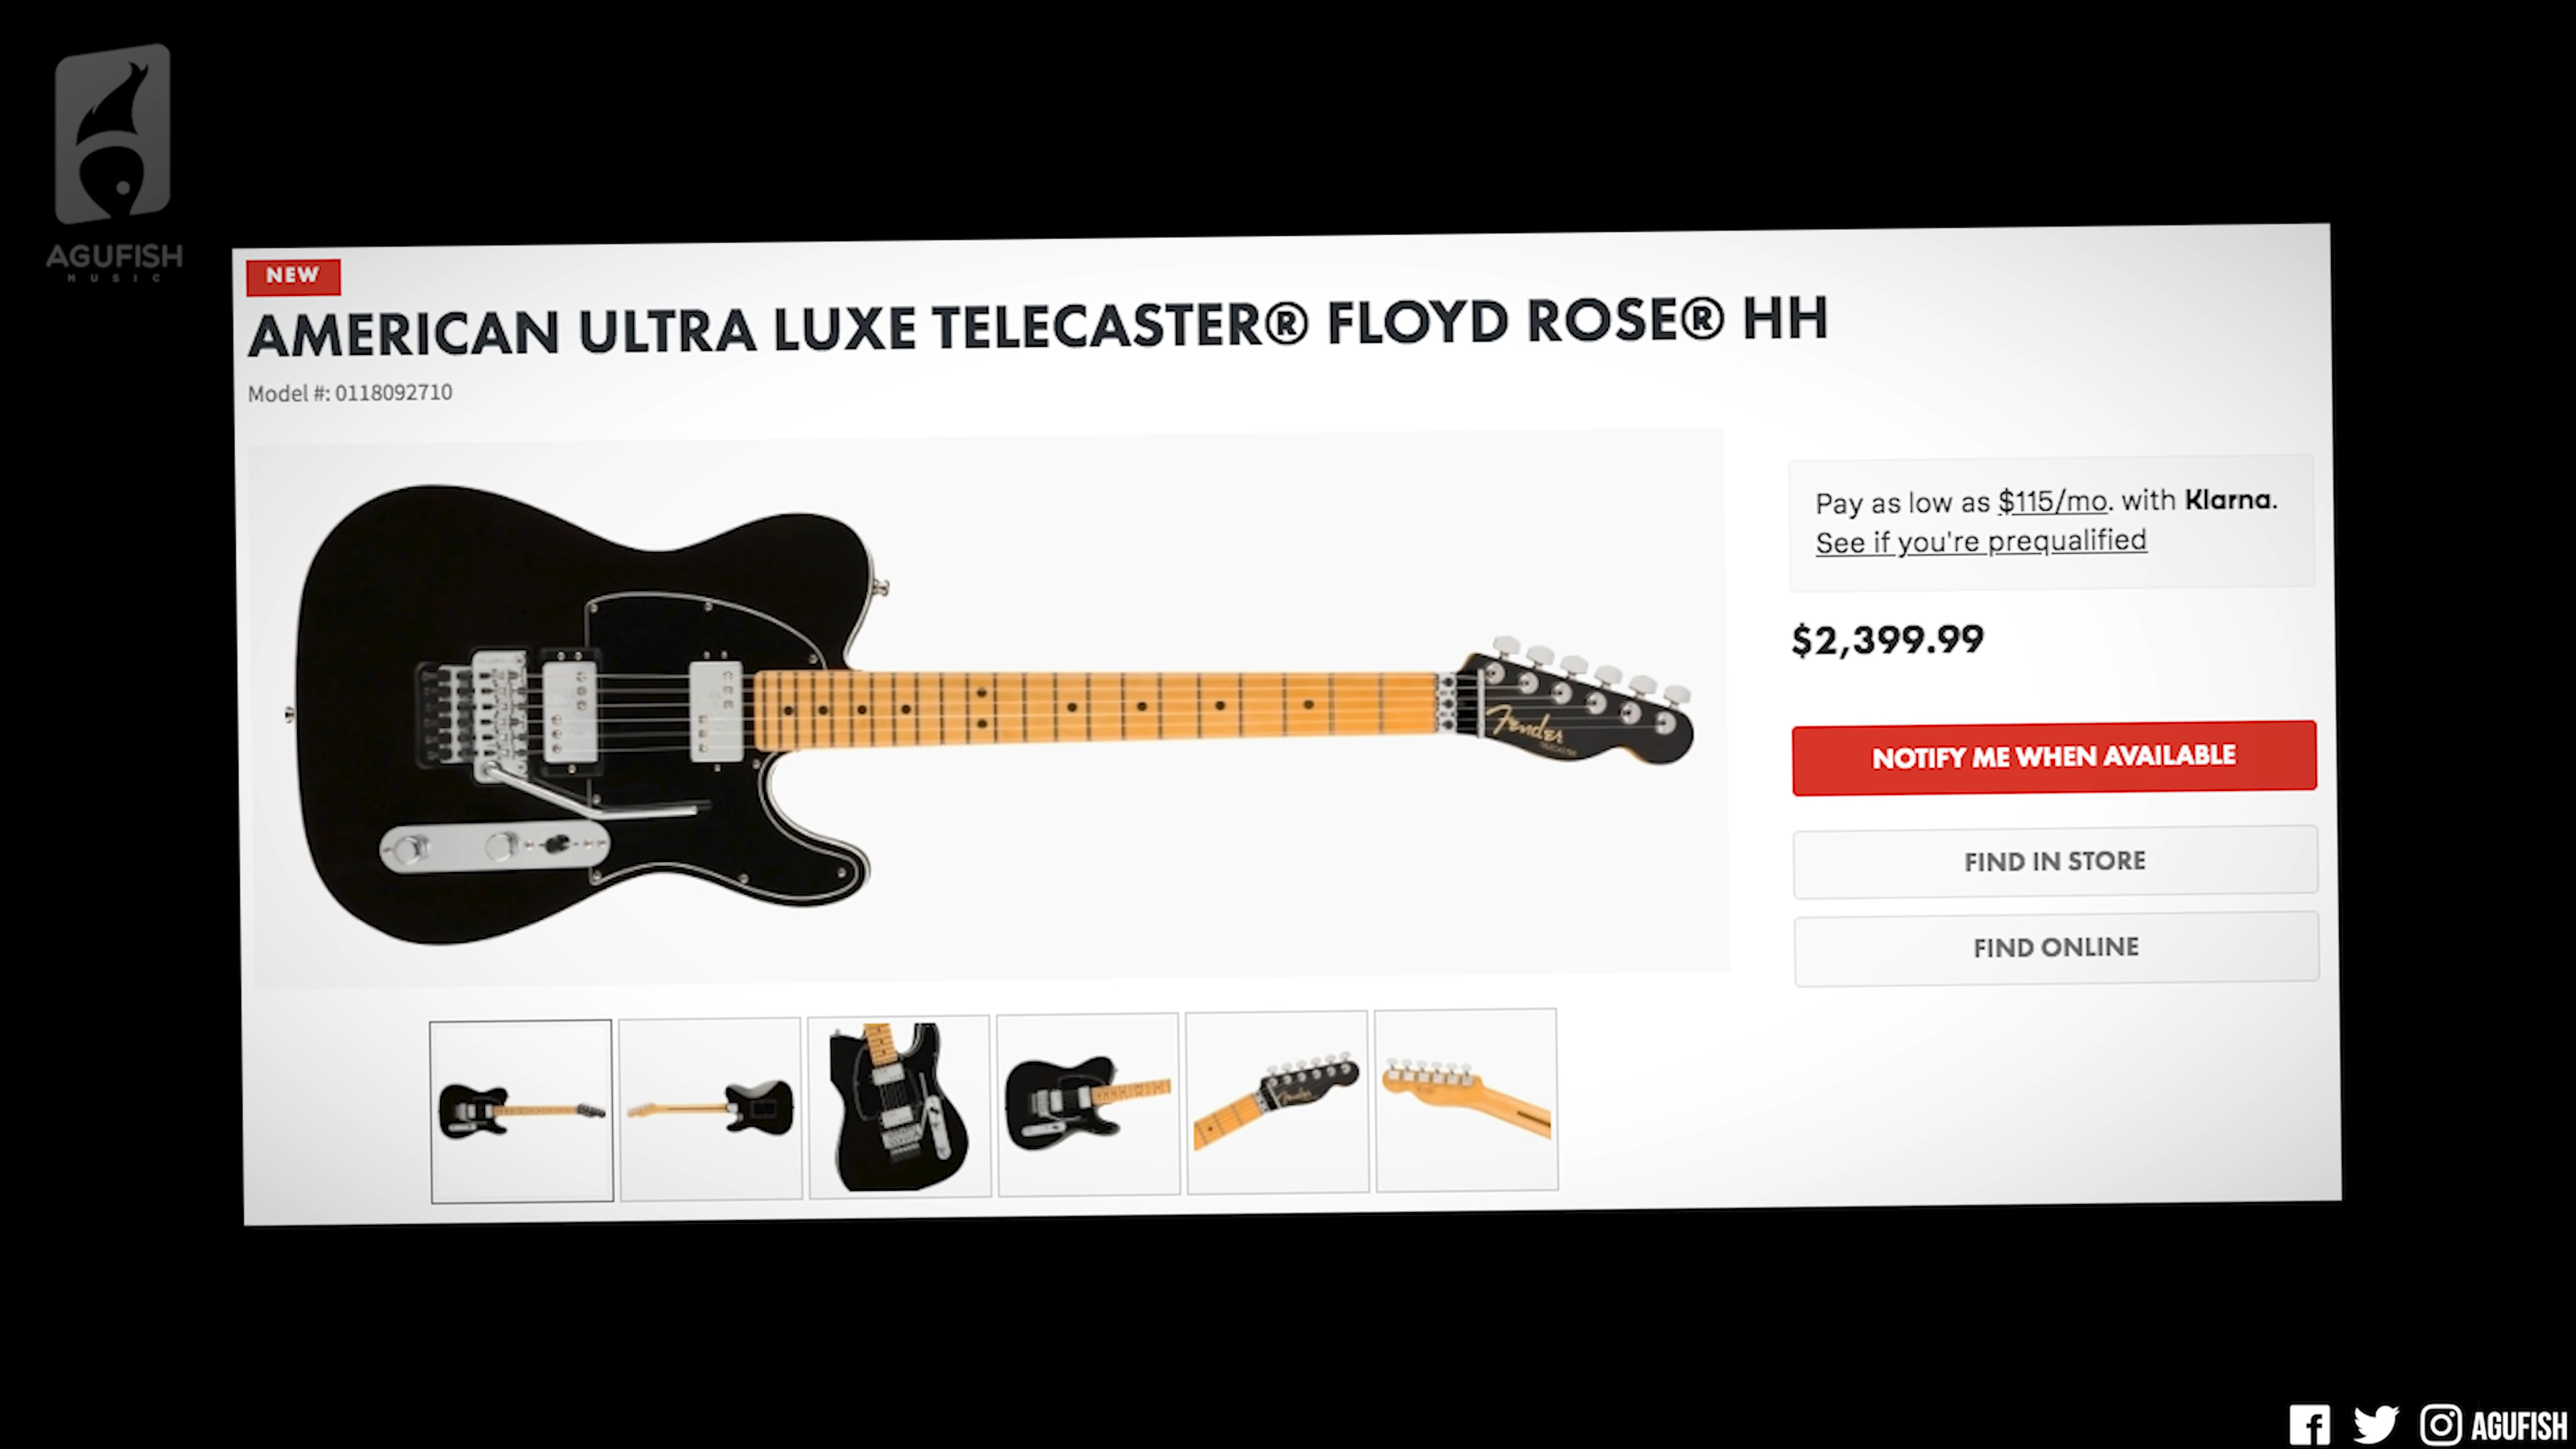 AGUFISH
MUSIC
NEW
AMERICAN ULTRA LUXE TELECASTER® FLOYD ROSE® HH
Model #: 0118092710
Pay as low as $115/mo. with Klarna.
See if you're prequalified
$2,399.99
NOTIFY ME WHEN AVAILABLE
FIND IN STORE
FIND ONLINE
Fender
TELECASTER
AGUFISH